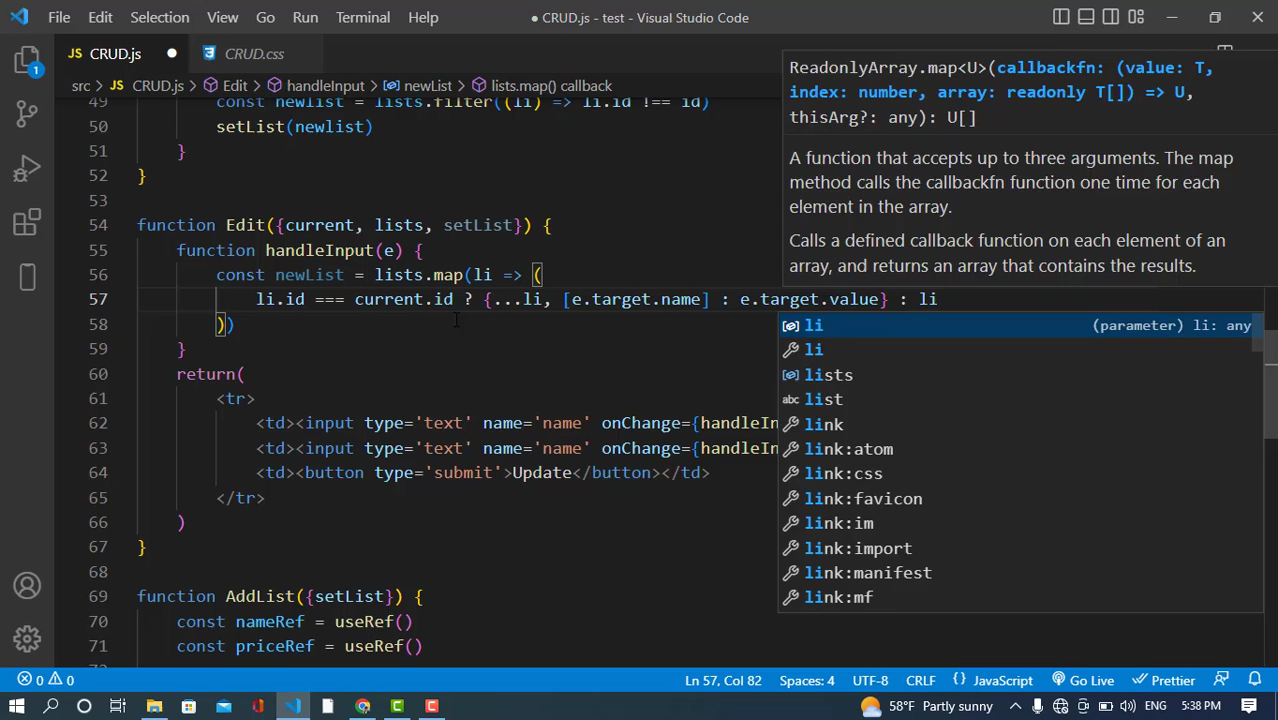 File Edit Selection View Go Run Terminal Help ● CRUD.js - test - Visual Studio Code
JS CRUD.js ● CRUD.css
src > JS CRUD.js > Edit > handleInput > newList > lists.map() callback
49 const newlist = lists.filter((li) => li.id !== id)
50 setList(newlist)
51 }
52 }
53
54 function Edit({current, lists, setList}) {
55 function handleInput(e) {
56 const newList = lists.map(li => (
57 li.id === current.id ? {...li, [e.target.name] : e.target.value} : li
58 ))
59 }
60 return(
61 <tr>
62 <td><input type='text' name='name' onChange={handleIn
63 <td><input type='text' name='name' onChange={handleIn
64 <td><button type='submit'>Update</button></td>
65 </tr>
66 )
67 }
68
69 function AddList({setList}) {
70 const nameRef = useRef()
71 const priceRef = useRef()
ReadonlyArray.map<U>(callbackfn: (value: T,
index: number, array: readonly T[]) => U,
thisArg?: any): U[]
A function that accepts up to three arguments. The map
method calls the callbackfn function one time for each
element in the array.
Calls a defined callback function on each element of an
array, and returns an array that contains the results.
li (parameter) li: any
li
lists
abc list
link
link:atom
link:css
link:favicon
link:im
link:import
link:manifest
link:mf
1
0 0 Ln 57, Col 82 Spaces: 4 UTF-8 CRLF {} JavaScript Go Live Prettier
58°F Partly sunny ENG 5:38 PM